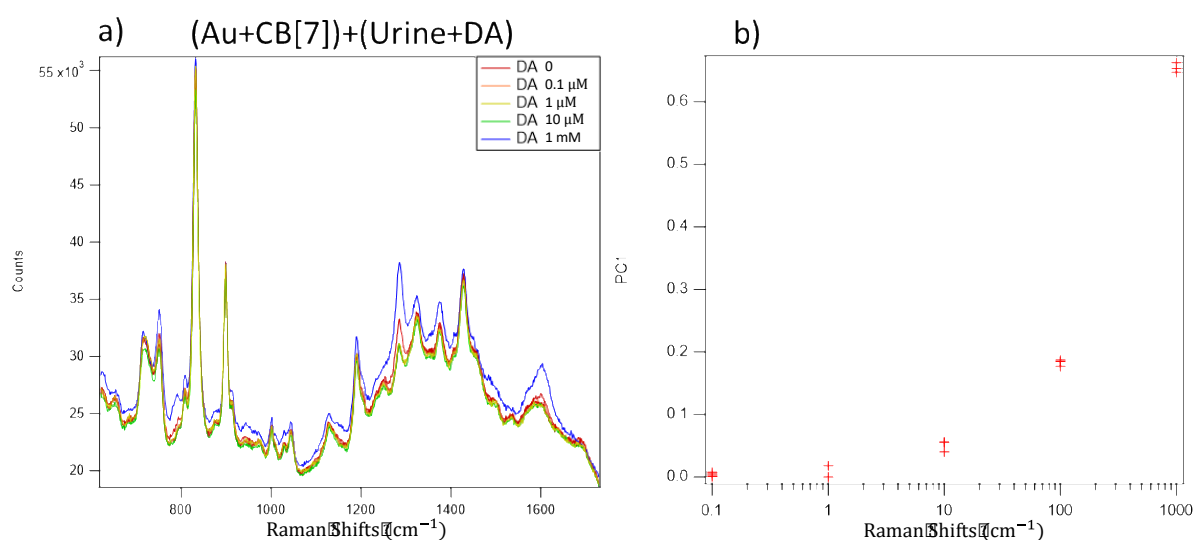 a) (Au+CB[7])+(Urine+DA)
55 x10³
50
45
40
35
30
25
20
Counts
DA 0
DA 0.1 μM
DA 1 μM
DA 10 μM
DA 1 mM
800 1000 1200 1400 1600
Raman Shifts (cm⁻¹)
b)
0.6
0.5
0.4
0.3
0.2
0.1
0.0
0.1 1 10 100 1000
Raman Shifts (cm⁻¹)